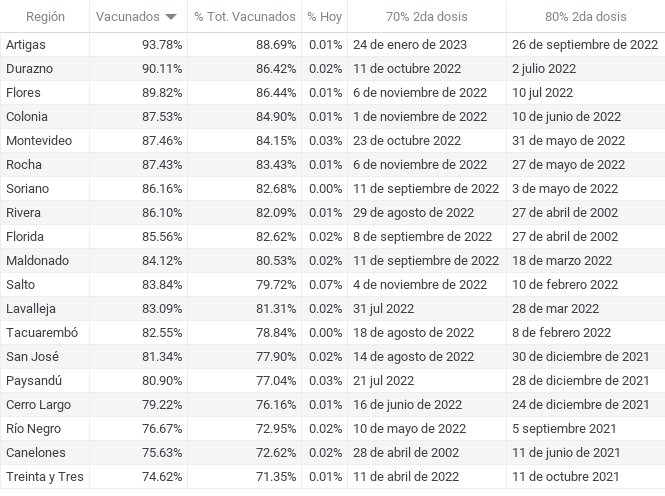 Región Vacunados % Tot. Vacunados % Hoy 70% 2da dosis 80% 2da dosis
Artigas 93.78% 88.69% 0.01% 24 de enero de 2023 26 de septiembre de 2022
Durazno 90.11% 86.42% 0.02% 11 de octubre 2022 2 julio 2022
Flores 89.82% 86.44% 0.01% 6 de noviembre de 2022 10 jul 2022
Colonia 87.53% 84.90% 0.01% 1 de noviembre de 2022 10 de junio de 2022
Montevideo 87.46% 84.15% 0.03% 23 de octubre 2022 31 de mayo de 2022
Rocha 87.43% 83.43% 0.01% 6 de noviembre de 2022 27 de mayo de 2022
Soriano 86.16% 82.68% 0.00% 11 de septiembre de 2022 3 de mayo de 2022
Rivera 86.10% 82.09% 0.01% 29 de agosto de 2022 27 de abril de 2002
Florida 85.56% 82.62% 0.02% 8 de septiembre de 2022 27 de abril de 2002
Maldonado 84.12% 80.53% 0.02% 11 de septiembre de 2022 18 de marzo 2022
Salto 83.84% 79.72% 0.07% 4 de noviembre de 2022 10 de febrero de 2022
Lavalleja 83.09% 81.31% 0.02% 31 jul 2022 28 de mar 2022
Tacuarembó 82.55% 78.84% 0.00% 18 de agosto de 2022 8 de febrero 2022
San José 81.34% 77.90% 0.02% 14 de agosto de 2022 30 de diciembre de 2021
Paysandú 80.90% 77.04% 0.03% 21 jul 2022 28 de diciembre de 2021
Cerro Largo 79.22% 76.16% 0.01% 16 de junio de 2022 24 de diciembre de 2021
Río Negro 76.67% 72.95% 0.02% 10 de mayo de 2022 5 septiembre 2021
Canelones 75.63% 72.62% 0.02% 28 de abril de 2002 11 de junio de 2021
Treinta y Tres 74.62% 71.35% 0.01% 11 de abril de 2022 11 de octubre 2021